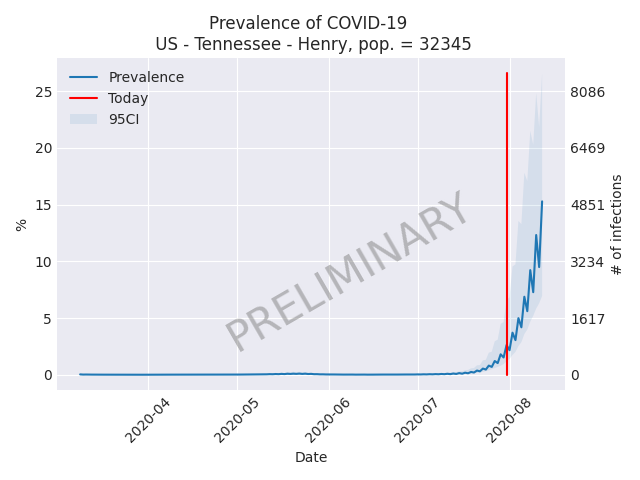 Prevalence of COVID-19
US - Tennessee - Henry, pop. = 32345
Prevalence
Today
95CI
25
20
15
10
5
0
%
8086
6469
4851
3234
1617
0
# of infections
PRELIMINARY
2020-04
2020-05
2020-06
2020-07
2020-08
Date